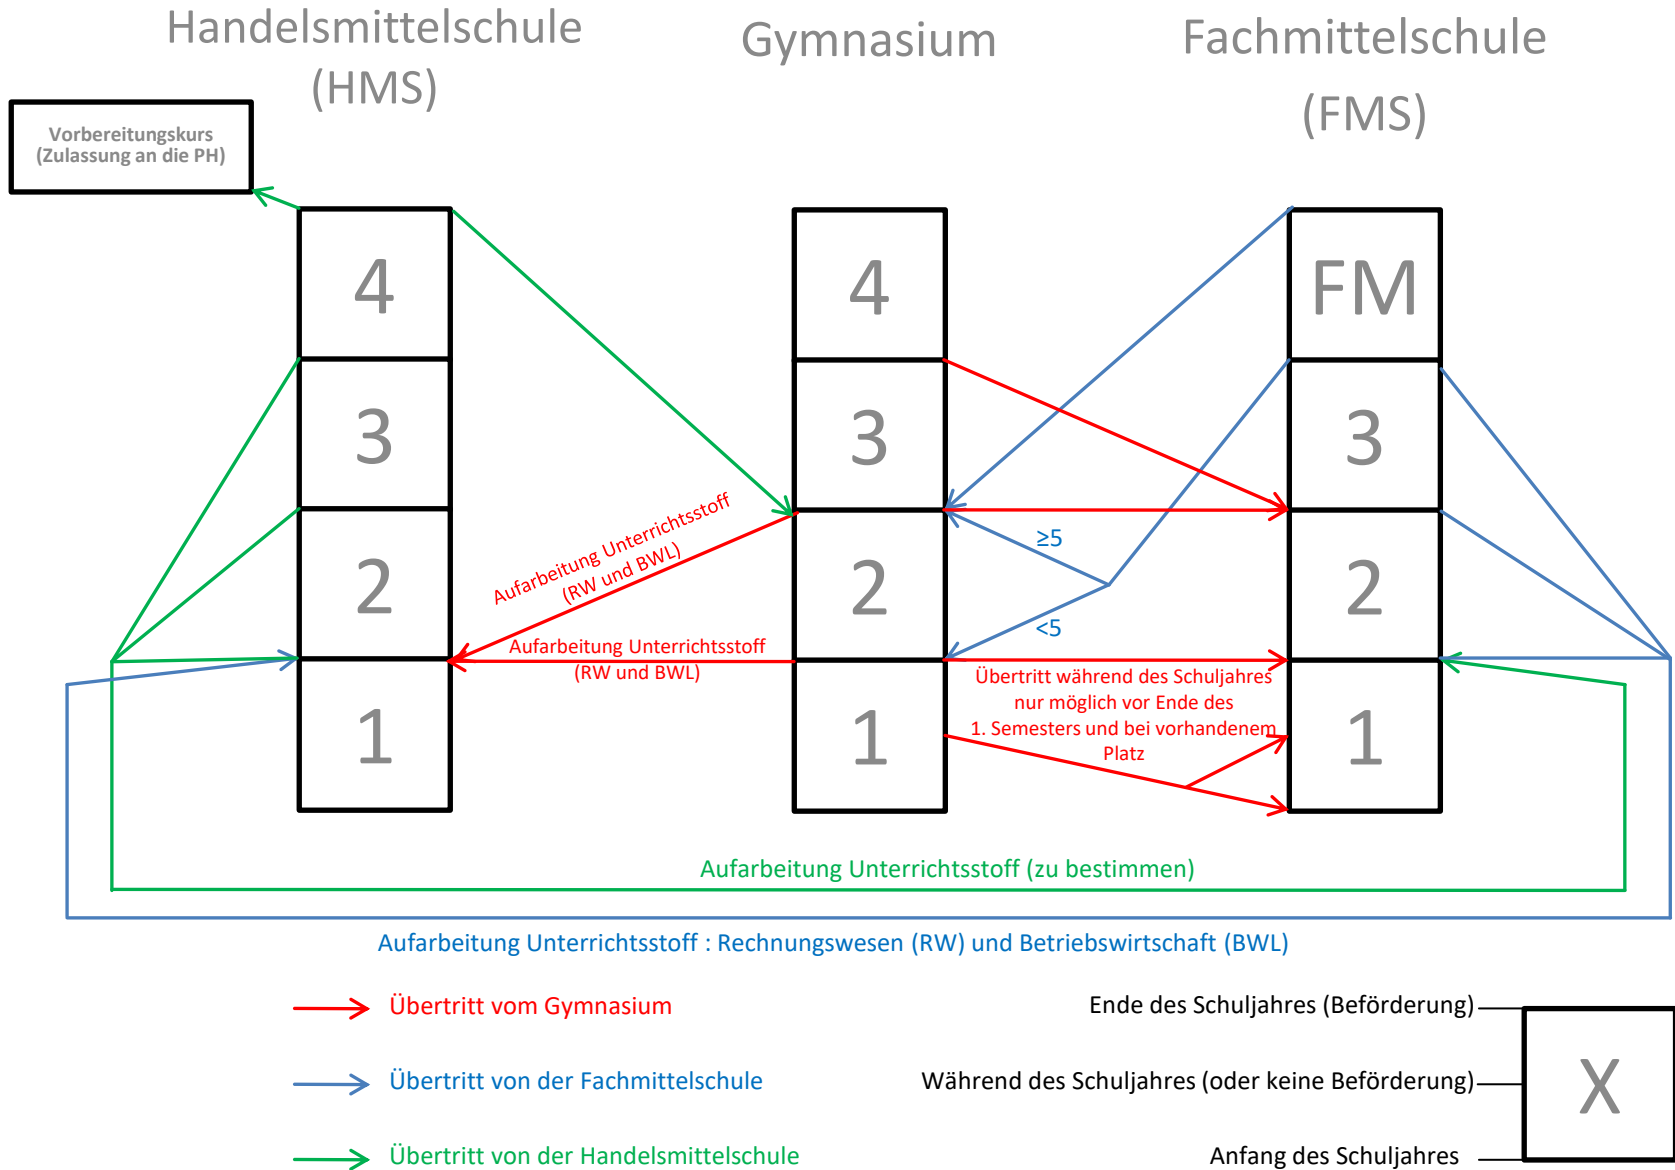 Handelsmittelschule
(HMS)
Gymnasium
Fachmittelschule
(FMS)
Vorbereitungskurs
(Zulassung an die PH)
4
4
FM
3
3
3
2
2
2
1
1
1
Aufarbeitung Unterrichtsstoff
(RW und BWL)
Aufarbeitung Unterrichtsstoff
(RW und BWL)
≥5
<5
Übertritt während des Schuljahres
nur möglich vor Ende des
1. Semesters und bei vorhandenem
Platz
Aufarbeitung Unterrichtsstoff (zu bestimmen)
Aufarbeitung Unterrichtsstoff : Rechnungswesen (RW) und Betriebswirtschaft (BWL)
Übertritt vom Gymnasium
Übertritt von der Fachmittelschule
Übertritt von der Handelsmittelschule
Ende des Schuljahres (Beförderung)
Während des Schuljahres (oder keine Beförderung)
Anfang des Schuljahres
X